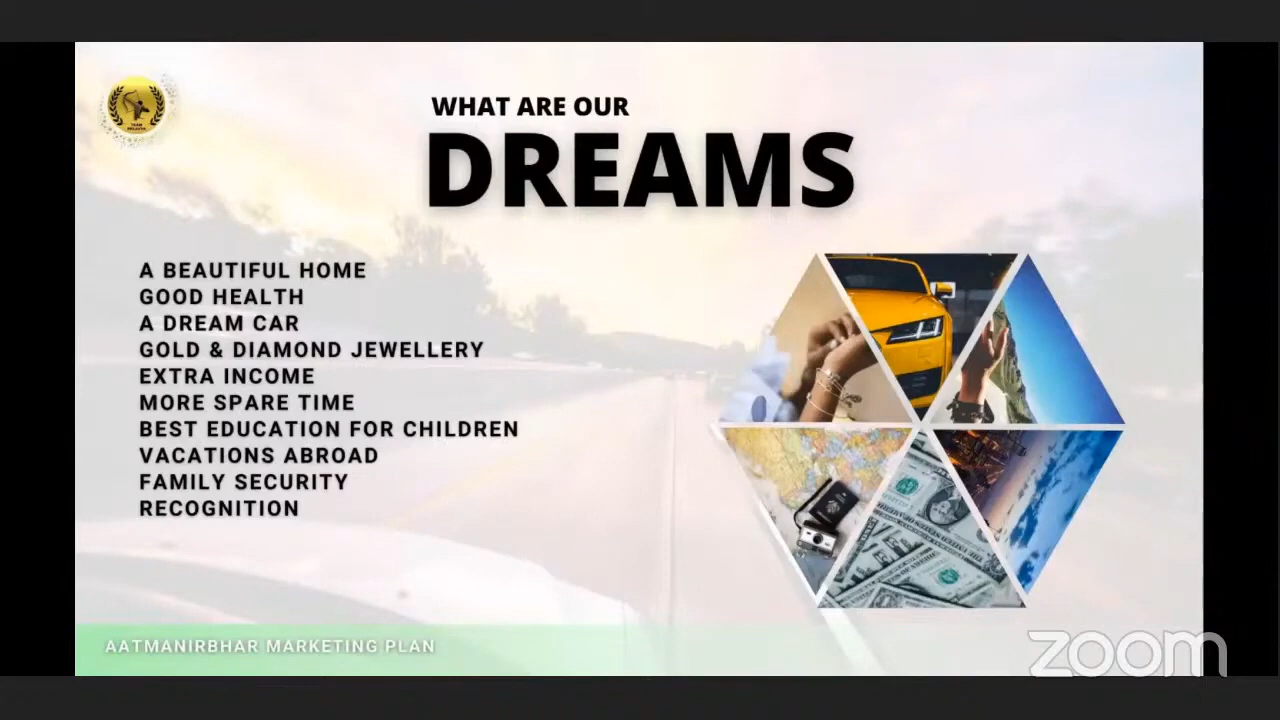 WHAT ARE OUR
DREAMS
A BEAUTIFUL HOME
GOOD HEALTH
A DREAM CAR
GOLD & DIAMOND JEWELLERY
EXTRA INCOME
MORE SPARE TIME
BEST EDUCATION FOR CHILDREN
VACATIONS ABROAD
FAMILY SECURITY
RECOGNITION
AATMANIRBHAR MARKETING PLAN
zoom